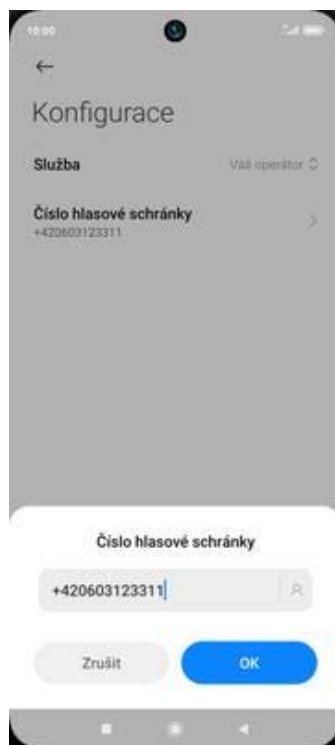 10:00
Konfigurace
Služba
Váš operátor
Číslo hlasové schránky
+420603123311
Číslo hlasové schránky
+420603123311
Zrušit
OK